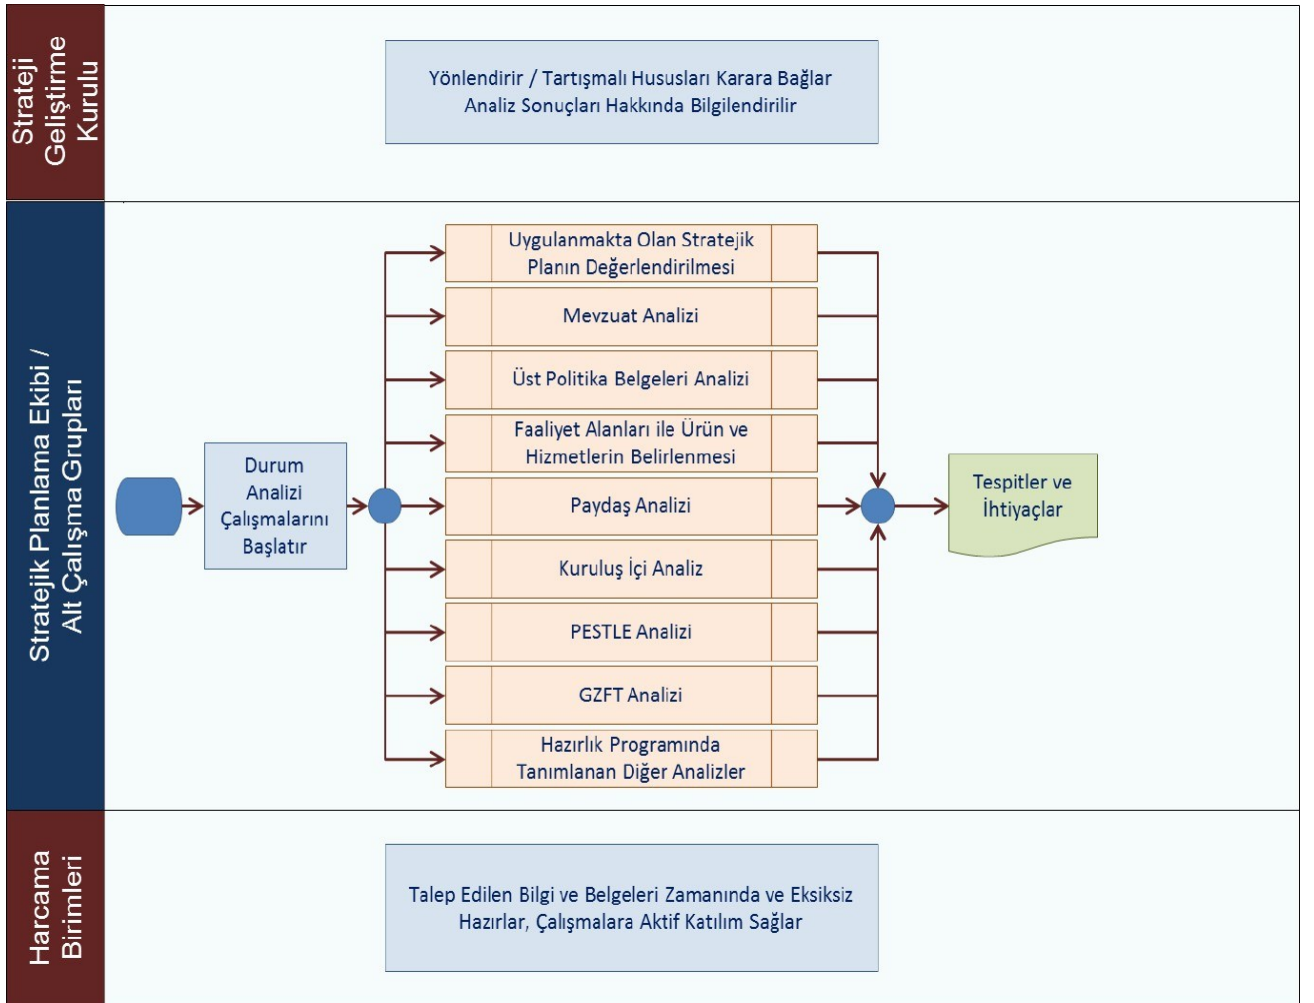 Strateji
Geliştirme
Kurulu
Yönlendirir / Tartışmalı Hususları Karara Bağlar
Analiz Sonuçları Hakkında Bilgilendirilir
Stratejik Planlama Ekibi /
Alt Çalışma Grupları
Durum
Analizi
Çalışmalarını
Başlatır
Uygulanmakta Olan Stratejik
Planın Değerlendirilmesi
Mevzuat Analizi
Üst Politika Belgeleri Analizi
Faaliyet Alanları ile Ürün ve
Hizmetlerin Belirlenmesi
Paydaş Analizi
Kuruluş İçi Analiz
PESTLE Analizi
GZFT Analizi
Hazırlık Programında
Tanımlanan Diğer Analizler
Tespitler ve
İhtiyaçlar
Harcama
Birimleri
Talep Edilen Bilgi ve Belgeleri Zamanında ve Eksiksiz
Hazırlar, Çalışmalara Aktif Katılım Sağlar